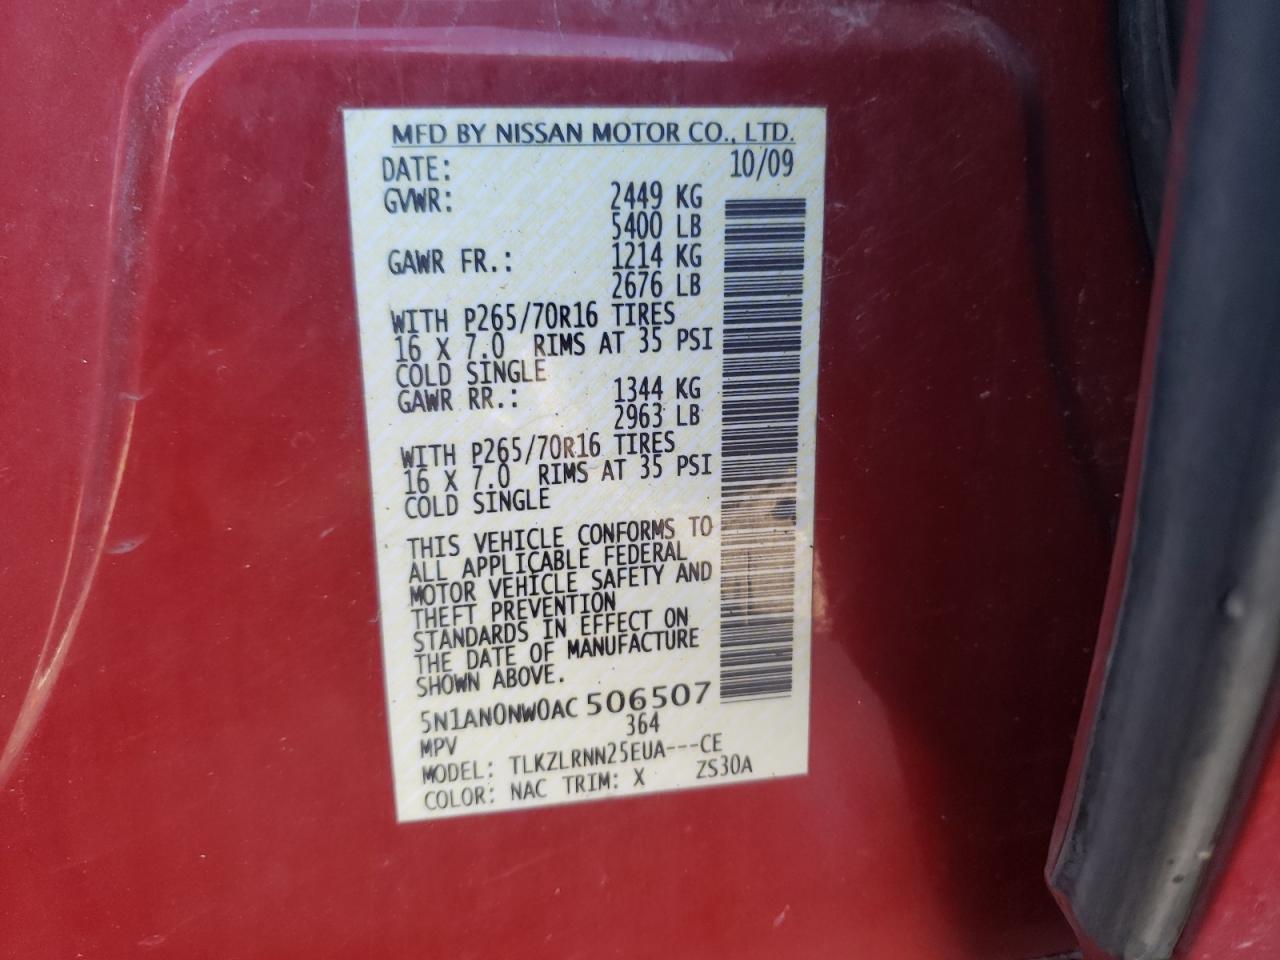 MFD BY NISSAN MOTOR CO., LTD.
DATE: 10/09
GVWR: 2449 KG
5400 LB
GAWR FR.: 1214 KG
2676 LB
WITH P265/70R16 TIRES
16 X 7.0 RIMS AT 35 PSI
COLD SINGLE
GAWR RR.: 1344 KG
2963 LB
WITH P265/70R16 TIRES
16 X 7.0 RIMS AT 35 PSI
COLD SINGLE
THIS VEHICLE CONFORMS TO
ALL APPLICABLE FEDERAL
MOTOR VEHICLE SAFETY AND
THEFT PREVENTION
STANDARDS IN EFFECT ON
THE DATE OF MANUFACTURE
SHOWN ABOVE.
5N1AN0NW0AC506507
MPV 364
MODEL: TLKZLRNN25EUA---CE
COLOR: NAC TRIM: X ZS30A